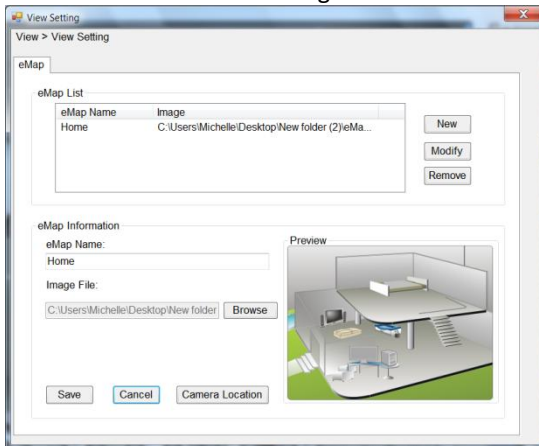 View Setting
View > View Setting
eMap
eMap List
eMap Name Image
Home C:\Users\Michelle\Desktop\New folder (2)\eMa...
New
Modify
Remove
eMap Information
eMap Name:
Home
Image File:
C:\Users\Michelle\Desktop\New folder
Browse
Preview
Save Cancel Camera Location